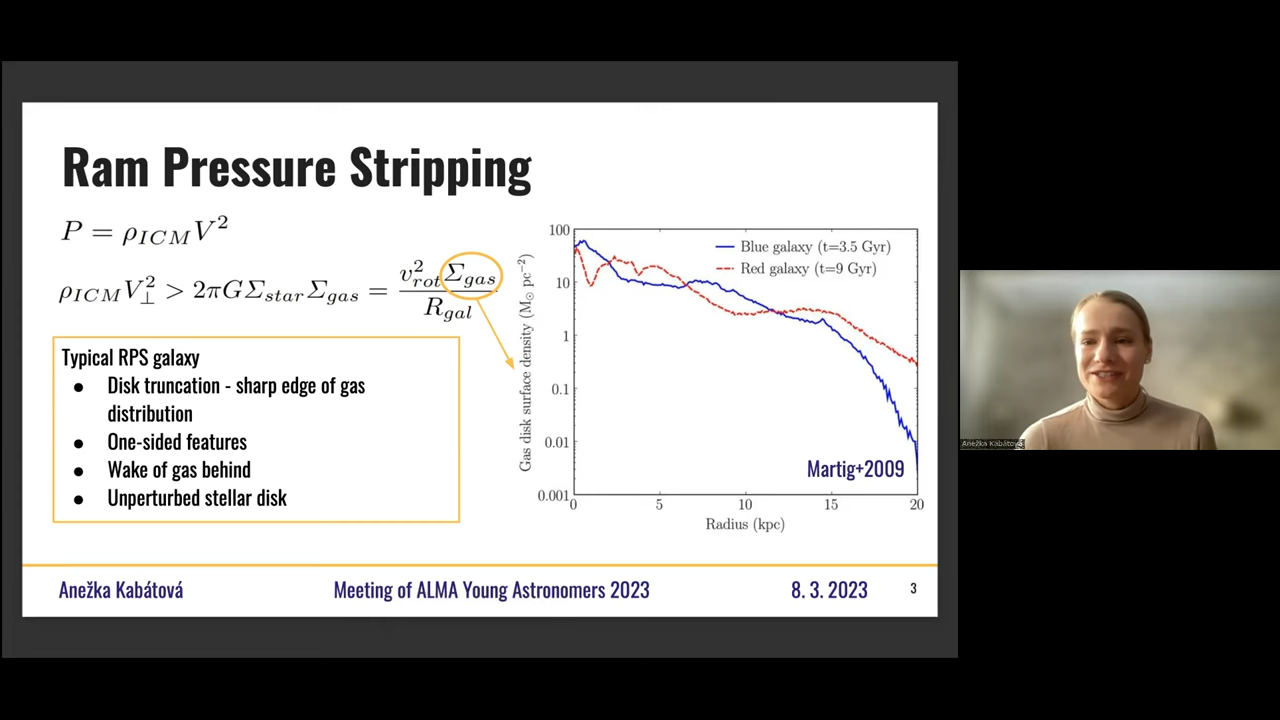 Ram Pressure Stripping
P = ρ_ICM V²
ρ_ICM V_⊥² > 2πGΣ_star Σ_gas = v_rot² Σ_gas / R_gal
Typical RPS galaxy
● Disk truncation - sharp edge of gas
distribution
● One-sided features
● Wake of gas behind
● Unperturbed stellar disk
Gas disk surface density (M⊙ pc⁻²)
100
10
1
0.1
0.01
0.001
Blue galaxy (t=3.5 Gyr)
Red galaxy (t=9 Gyr)
Martig+2009
0 5 10 15 20
Radius (kpc)
Anežka Kabátová Meeting of ALMA Young Astronomers 2023 8. 3. 2023 3
Anežka Kabátová